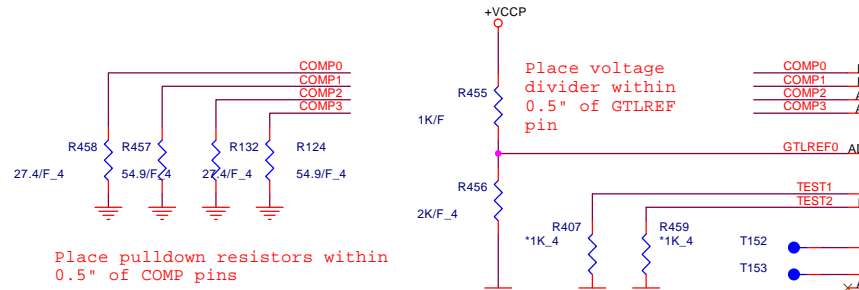 +VCCP
COMP0
COMP1
COMP2
COMP3
R458
R457
R132
R124
27.4/F_4
54.9/F_4
27.4/F_4
54.9/F_4
Place pulldown resistors within
0.5" of COMP pins
R455
1K/F
Place voltage
divider within
0.5" of GTLREF
pin
R456
2K/F_4
COMP0
COMP1
COMP2
COMP3
GTLREF0
TEST1
TEST2
R407
*1K_4
R459
*1K_4
T152
T153